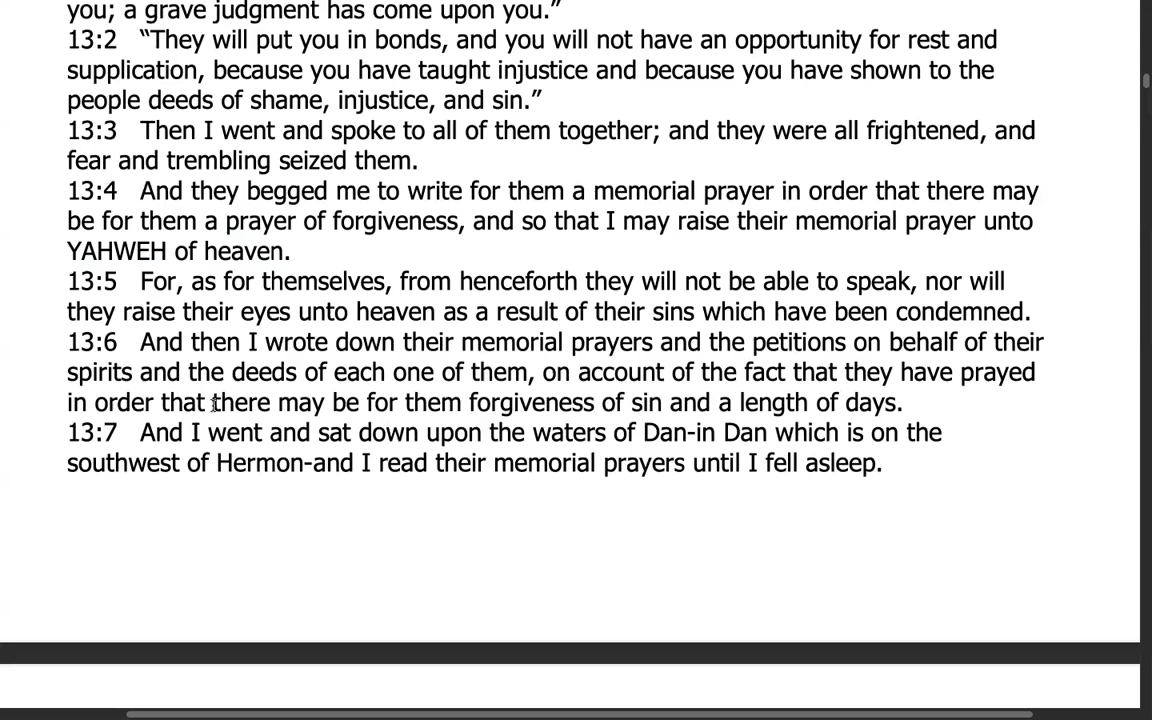 you; a grave judgment has come upon you.”
13:2 “They will put you in bonds, and you will not have an opportunity for rest and
supplication, because you have taught injustice and because you have shown to the
people deeds of shame, injustice, and sin.”
13:3 Then I went and spoke to all of them together; and they were all frightened, and
fear and trembling seized them.
13:4 And they begged me to write for them a memorial prayer in order that there may
be for them a prayer of forgiveness, and so that I may raise their memorial prayer unto
YAHWEH of heaven.
13:5 For, as for themselves, from henceforth they will not be able to speak, nor will
they raise their eyes unto heaven as a result of their sins which have been condemned.
13:6 And then I wrote down their memorial prayers and the petitions on behalf of their
spirits and the deeds of each one of them, on account of the fact that they have prayed
in order that there may be for them forgiveness of sin and a length of days.
13:7 And I went and sat down upon the waters of Dan-in Dan which is on the
southwest of Hermon-and I read their memorial prayers until I fell asleep.